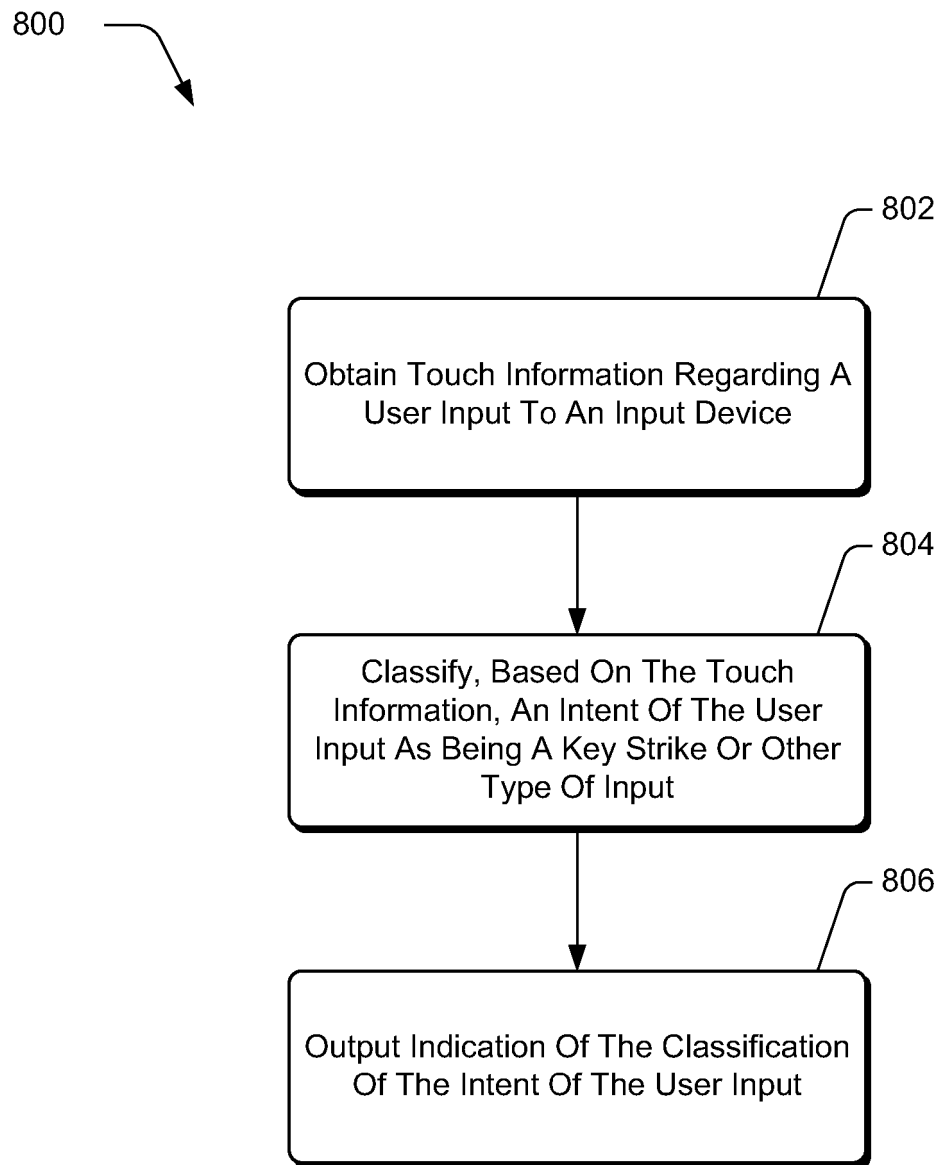 800
802
Obtain Touch Information Regarding A
User Input To An Input Device
804
Classify, Based On The Touch
Information, An Intent Of The User
Input As Being A Key Strike Or Other
Type Of Input
806
Output Indication Of The Classification
Of The Intent Of The User Input